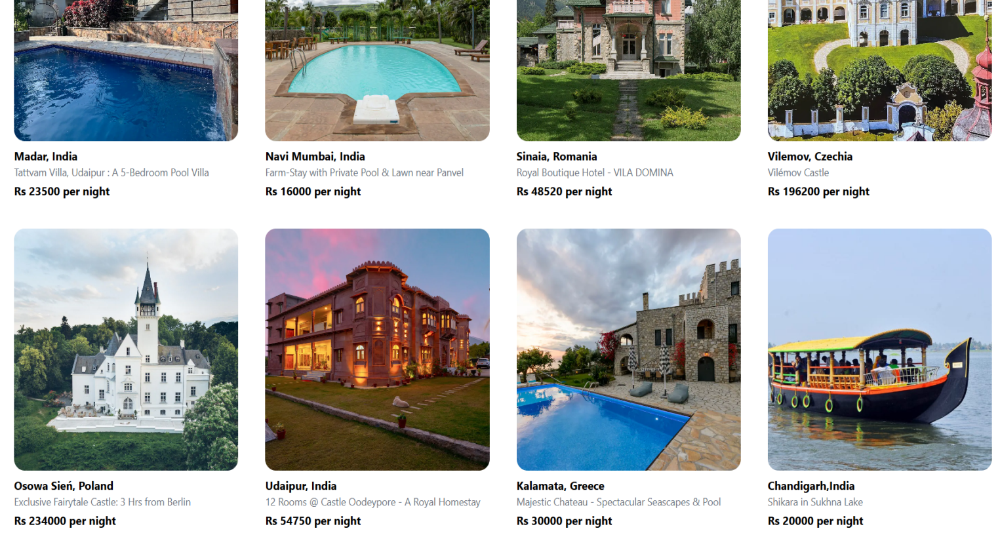 Madar, India
Tattvam Villa, Udaipur : A 5-Bedroom Pool Villa
Rs 23500 per night
Navi Mumbai, India
Farm-Stay with Private Pool & Lawn near Panvel
Rs 16000 per night
Sinaia, Romania
Royal Boutique Hotel - VILA DOMINA
Rs 48520 per night
Vilemov, Czechia
Vilémov Castle
Rs 196200 per night
Osowa Sień, Poland
Exclusive Fairytale Castle: 3 Hrs from Berlin
Rs 234000 per night
Udaipur, India
12 Rooms @ Castle Oodeypore - A Royal Homestay
Rs 54750 per night
Kalamata, Greece
Majestic Chateau - Spectacular Seascapes & Pool
Rs 30000 per night
Chandigarh,India
Shikara in Sukhna Lake
Rs 20000 per night